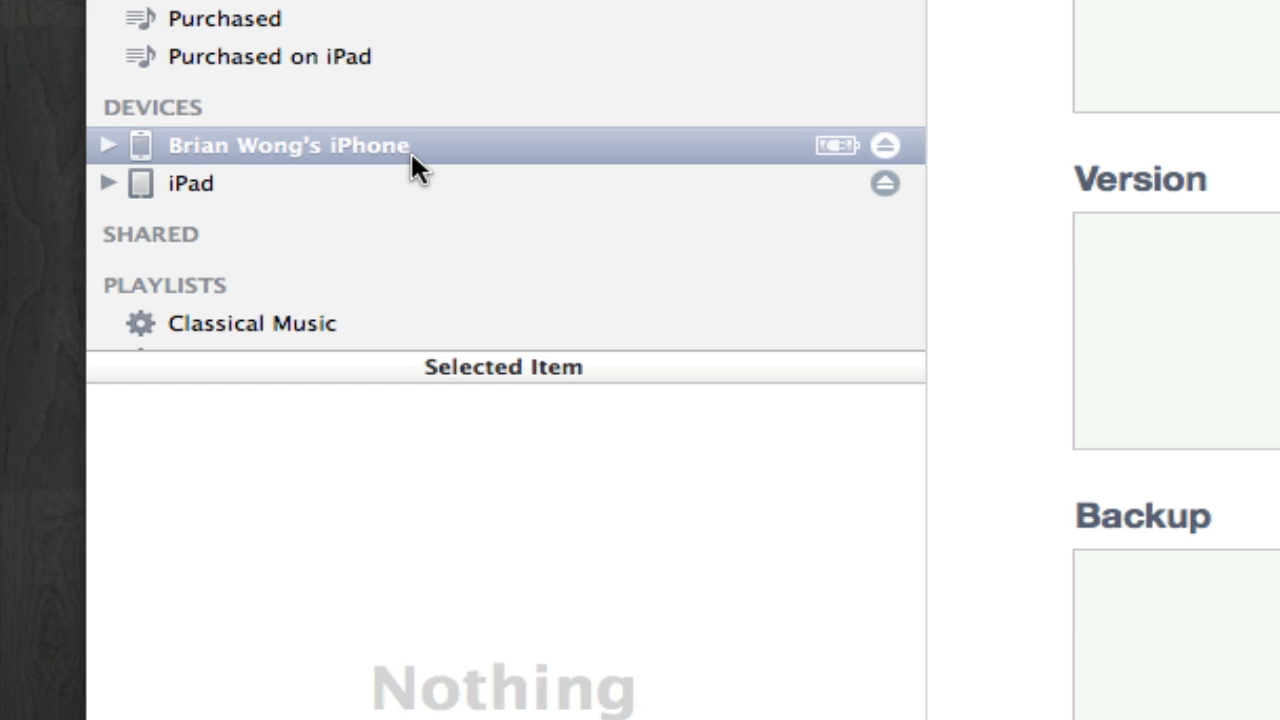 Purchased
Purchased on iPad
DEVICES
Brian Wong's iPhone
iPad
SHARED
PLAYLISTS
Classical Music
Selected Item
Nothing
Version
Backup